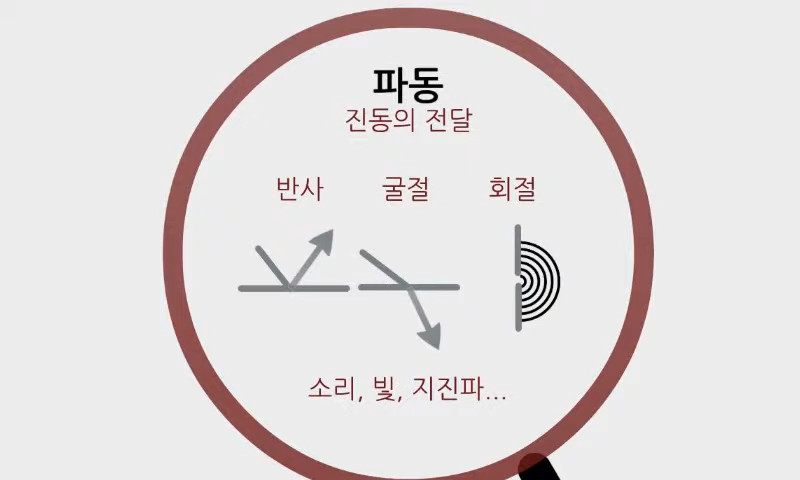 파동
진동의 전달
반사 굴절 회절
소리, 빛, 지진파...